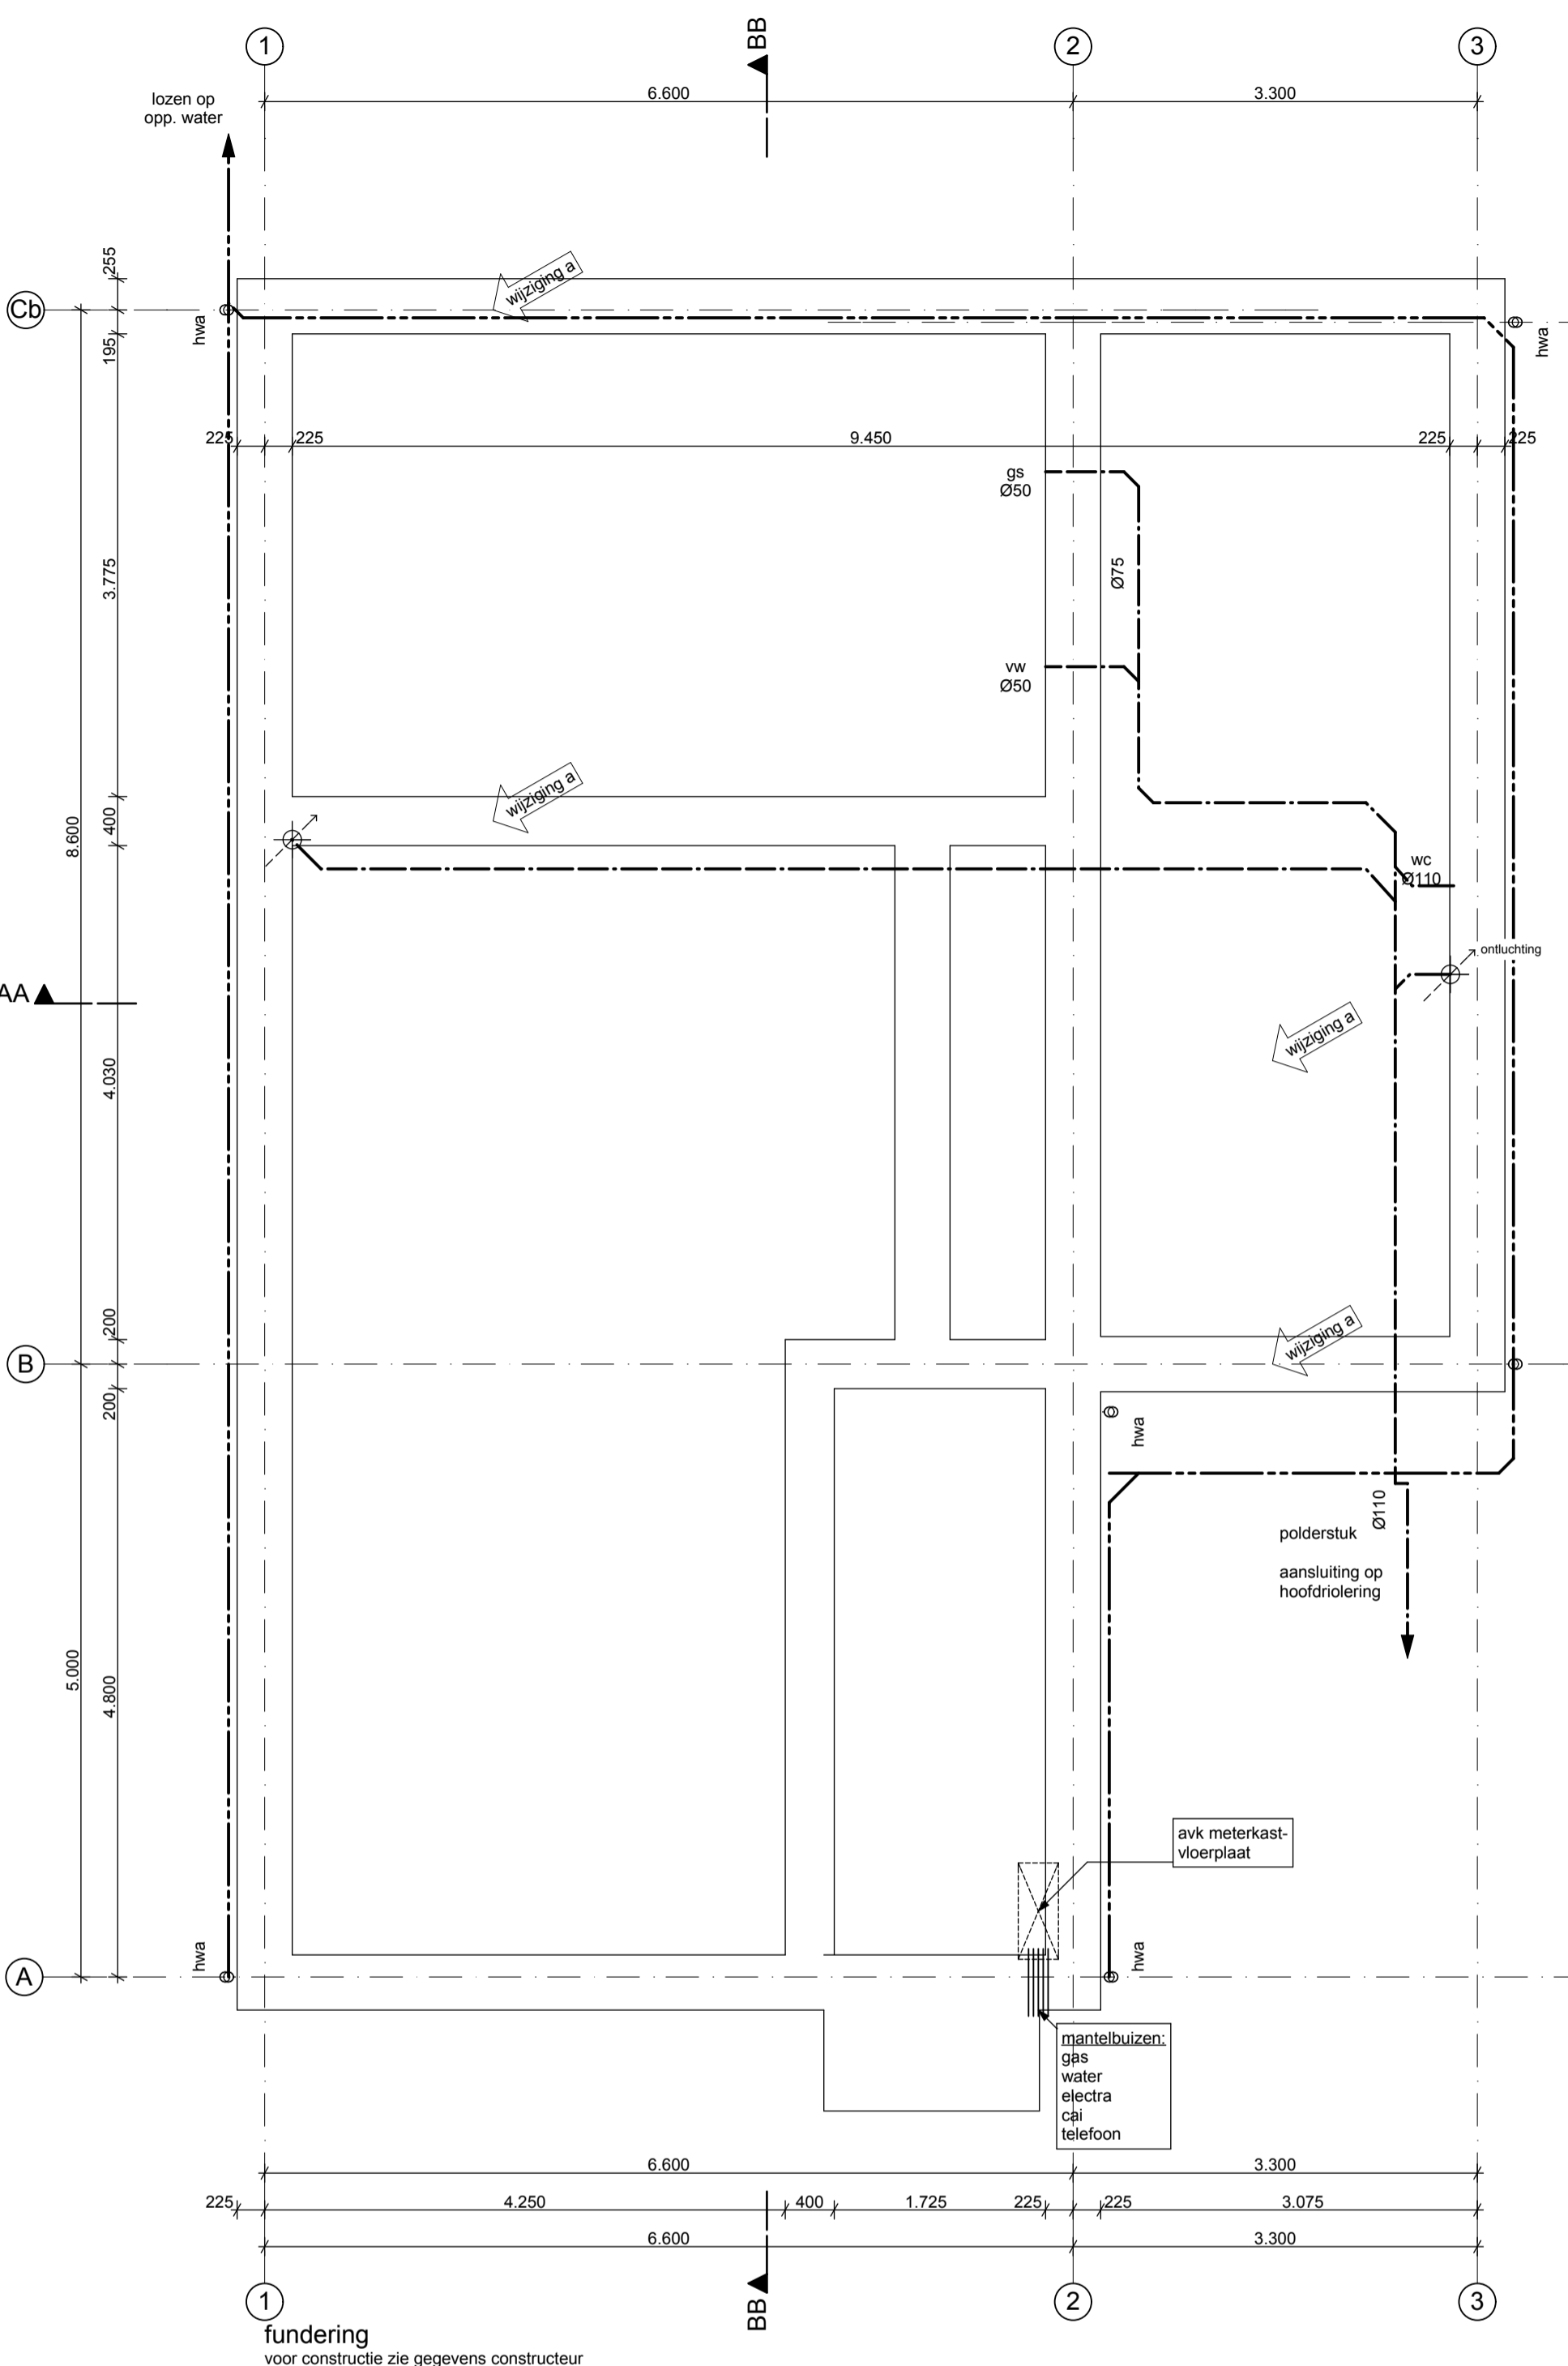 1
BB
2
3
6.600
3.300
lozen op
opp. water
255
wijziging a
Cb
hwa
hwa
195
225
225
9.450
225
225
gs
Ø50
3.775
Ø75
vw
Ø50
wijziging a
400
8.600
wc
Ø110
ontluchting
AA
wijziging a
4.030
200
wijziging a
B
200
hwa
Ø110
polderstuk
aansluiting op
hoofdriolering
5.000
4.800
avk meterkast-
vloerplaat
hwa
hwa
A
mantelbuizen:
gas
water
electra
cai
telefoon
6.600
3.300
225
4.250
400
1.725
225
225
3.075
6.600
3.300
1
BB
2
3
fundering
voor constructie zie gegevens constructeur